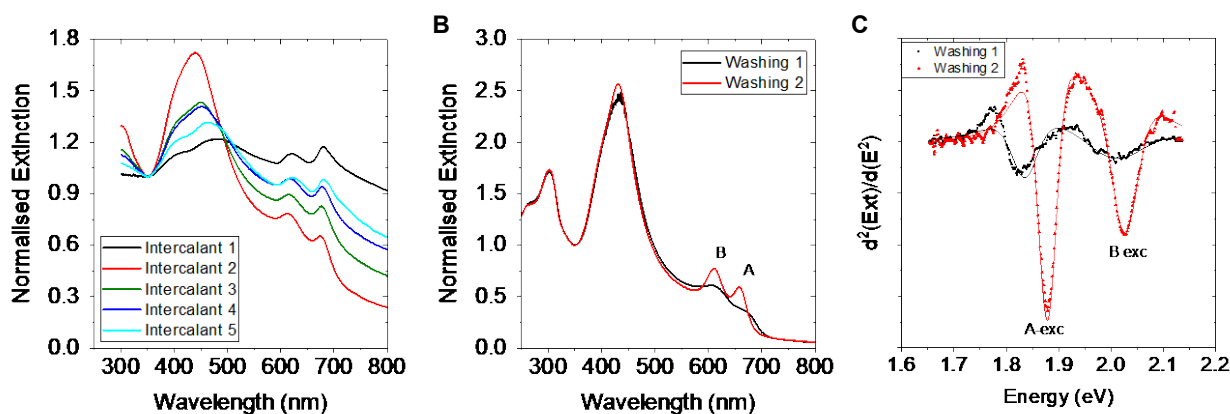 1.8
1.5
1.2
0.9
0.6
0.3
0.0
Normalised Extinction
Intercalant 1
Intercalant 2
Intercalant 3
Intercalant 4
Intercalant 5
300 400 500 600 700 800
Wavelength (nm)
B
3.0
2.5
2.0
1.5
1.0
0.5
0.0
Normalised Extinction
Washing 1
Washing 2
B
A
300 400 500 600 700 800
Wavelength (nm)
C
d²(Ext)/d(E²)
Washing 1
Washing 2
A-exc
B exc
1.6 1.7 1.8 1.9 2.0 2.1 2.2
Energy (eV)